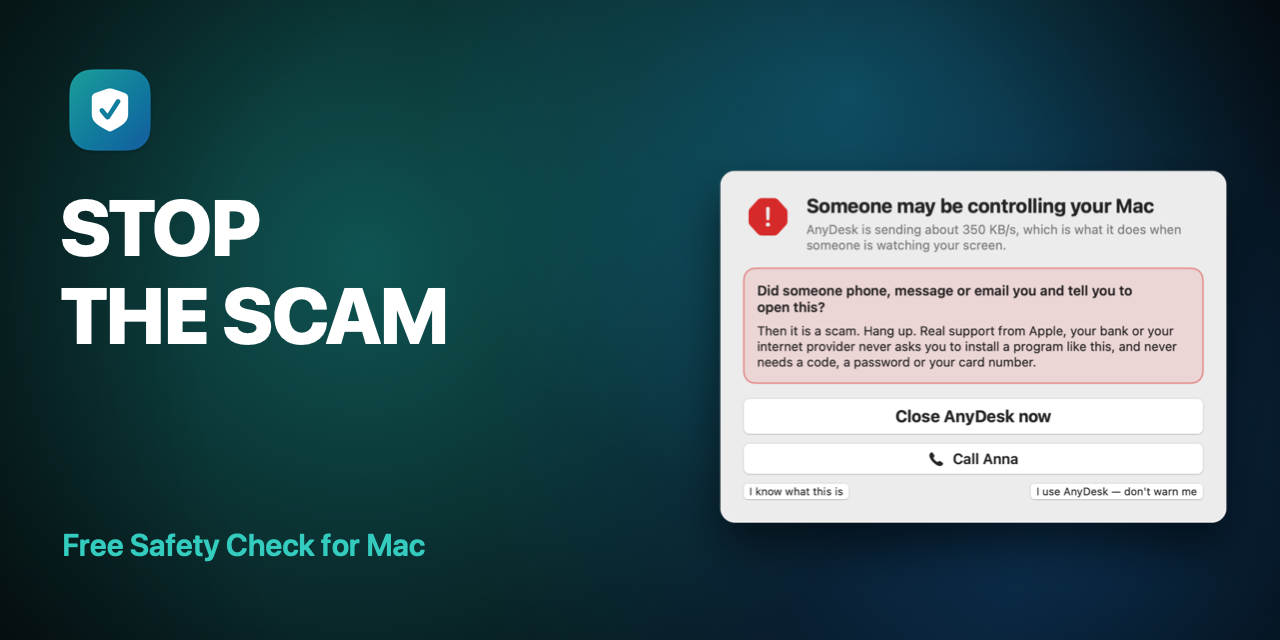 STOP
THE SCAM
Free Safety Check for Mac
Someone may be controlling your Mac
AnyDesk is sending about 350 KB/s, which is what it does when
someone is watching your screen.
Did someone phone, message or email you and tell you to
open this?
Then it is a scam. Hang up. Real support from Apple, your bank or your
internet provider never asks you to install a program like this, and never
needs a code, a password or your card number.
Close AnyDesk now
Call Anna
I know what this is
I use AnyDesk — don't warn me